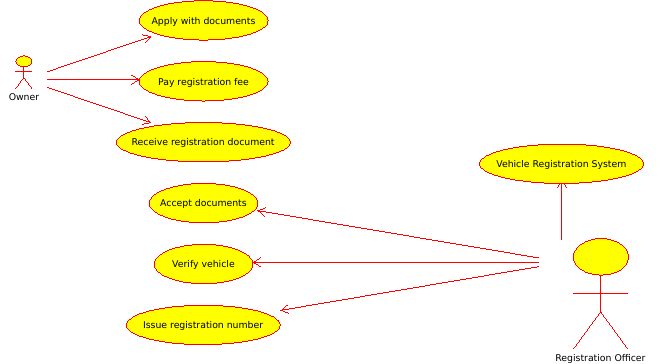 Apply with documents
Owner
Pay registration fee
Receive registration document
Vehicle Registration System
Accept documents
Verify vehicle
Issue registration number
Registration Officer